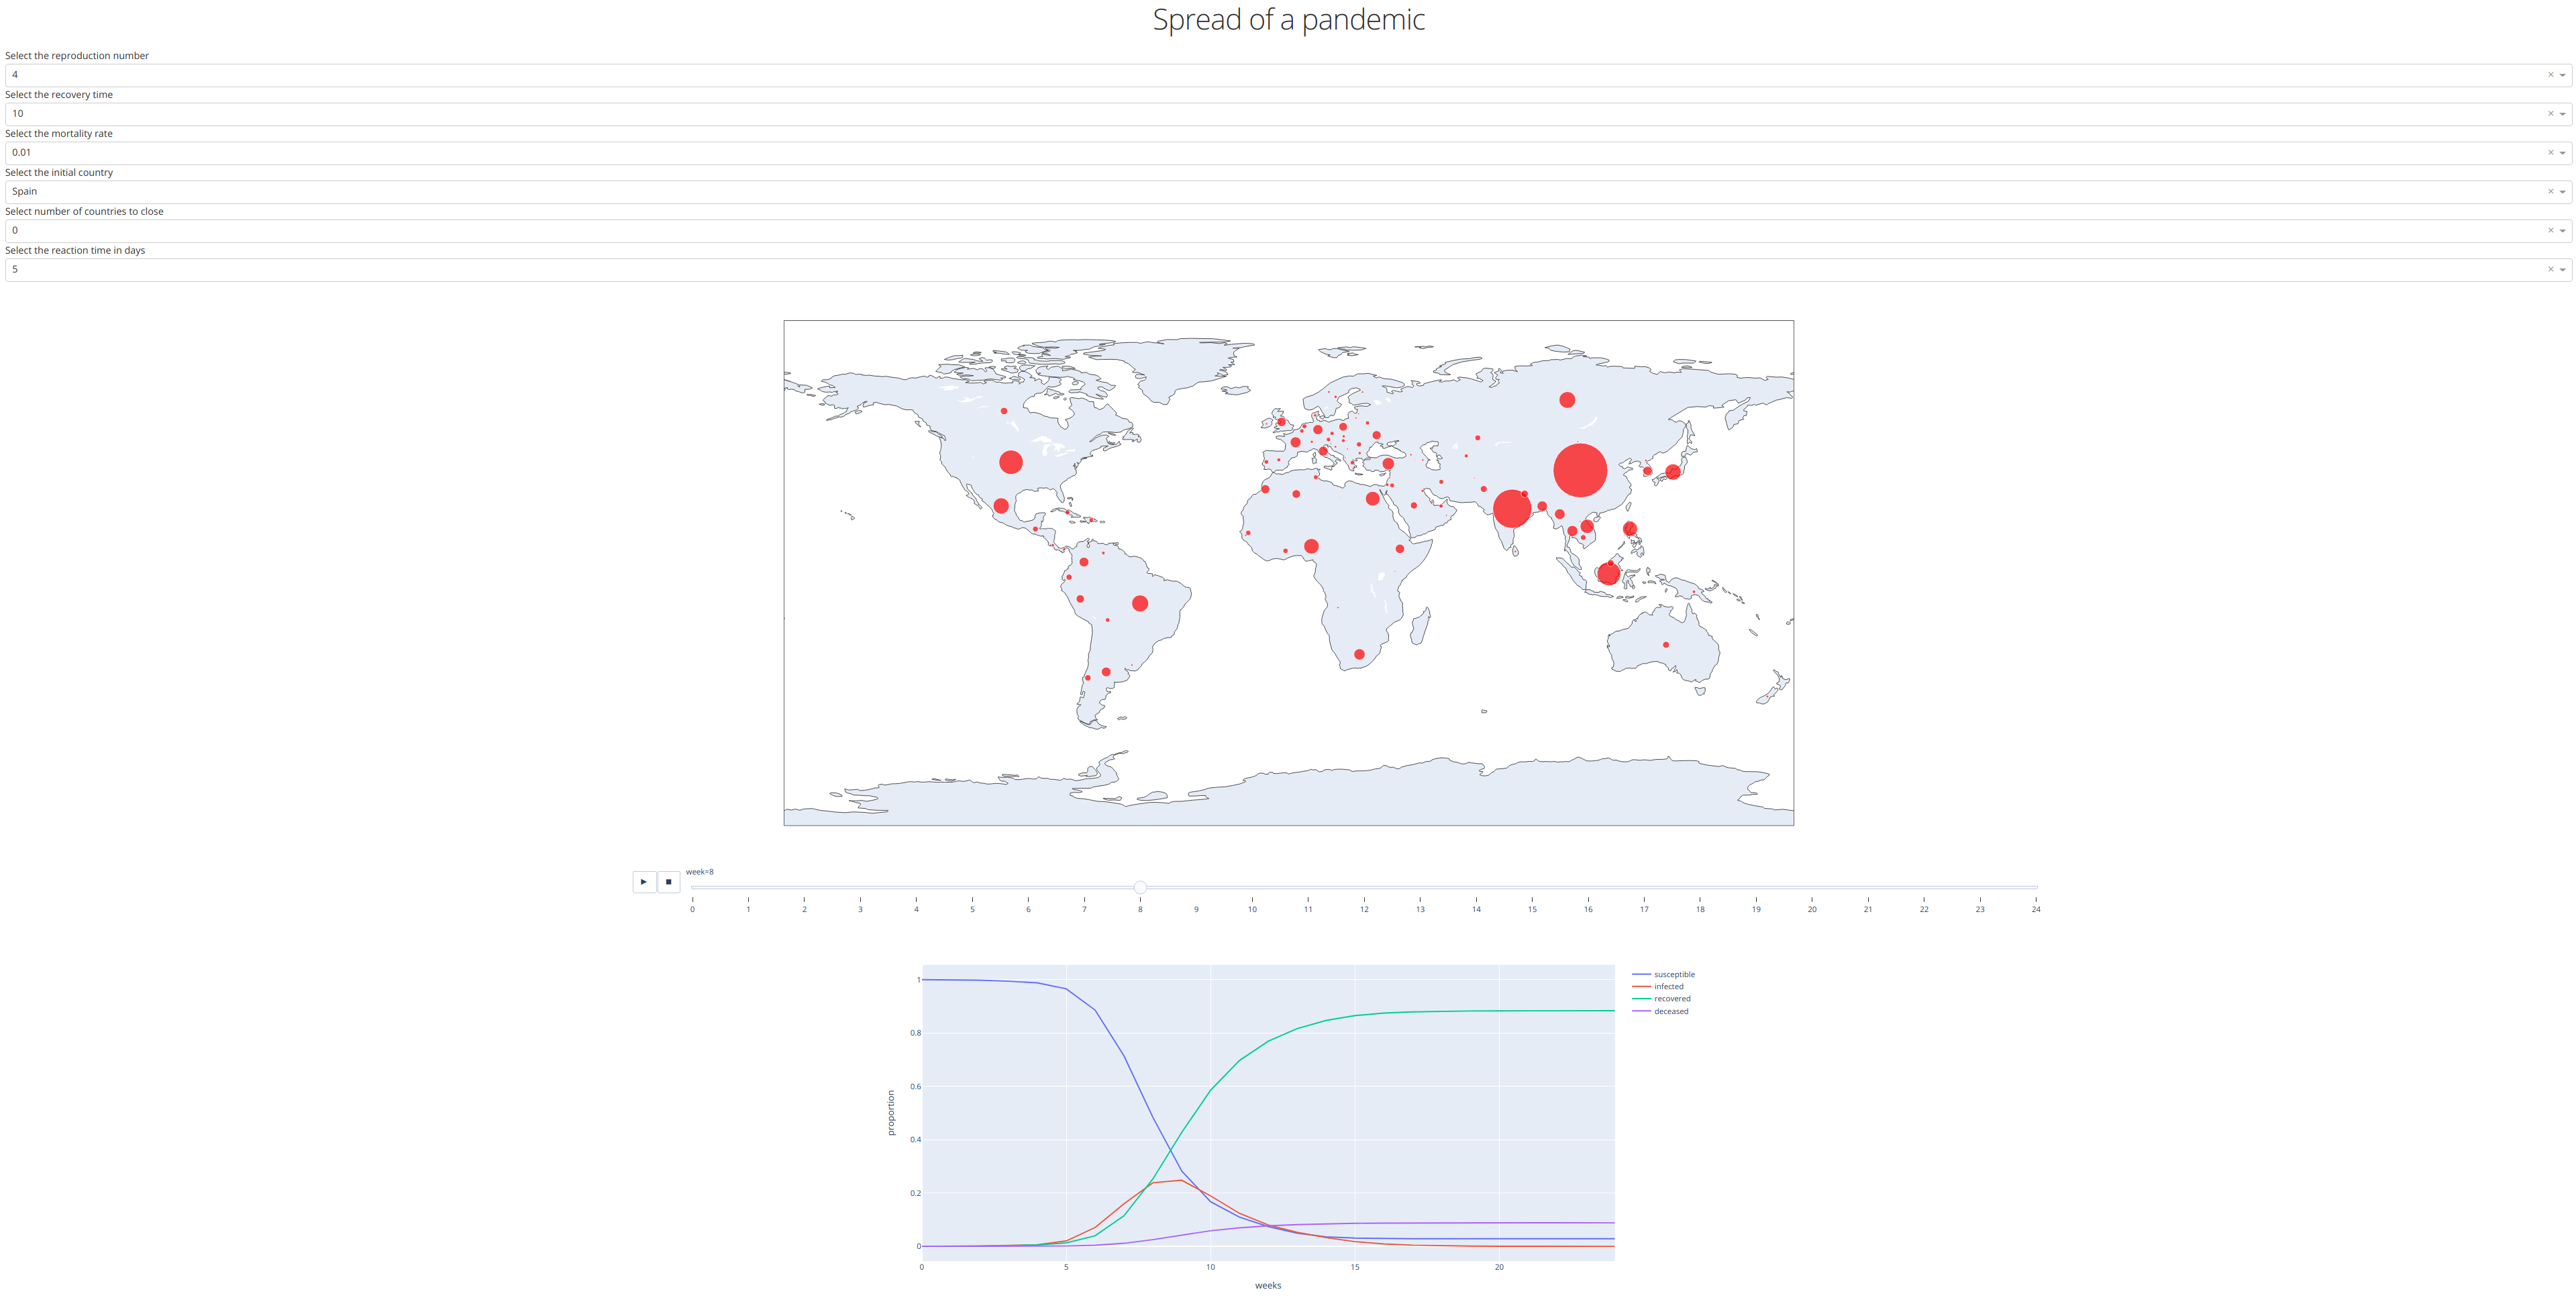 Spread of a pandemic
Select the reproduction number
4
Select the recovery time
10
Select the mortality rate
0.01
Select the initial country
Spain
Select number of countries to close
0
Select the reaction time in days
5
week=8
0 1 2 3 4 5 6 7 8 9 10 11 12 13 14 15 16 17 18 19 20 21 22 23 24
susceptible
infected
recovered
deceased
1
0.8
0.6
0.4
0.2
0
proportion
0 5 10 15 20
weeks